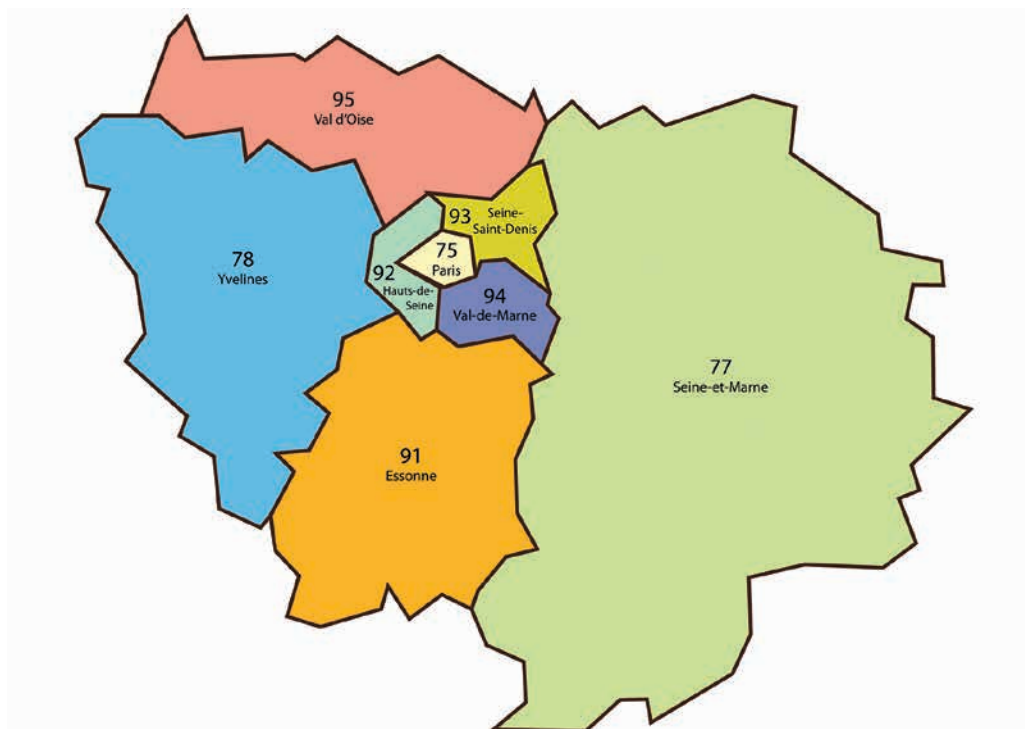 95
Val d'Oise
93
Seine-
Saint-Denis
75
Paris
78
Yvelines
92
Hauts-de-
Seine
94
Val-de-Marne
77
Seine-et-Marne
91
Essonne